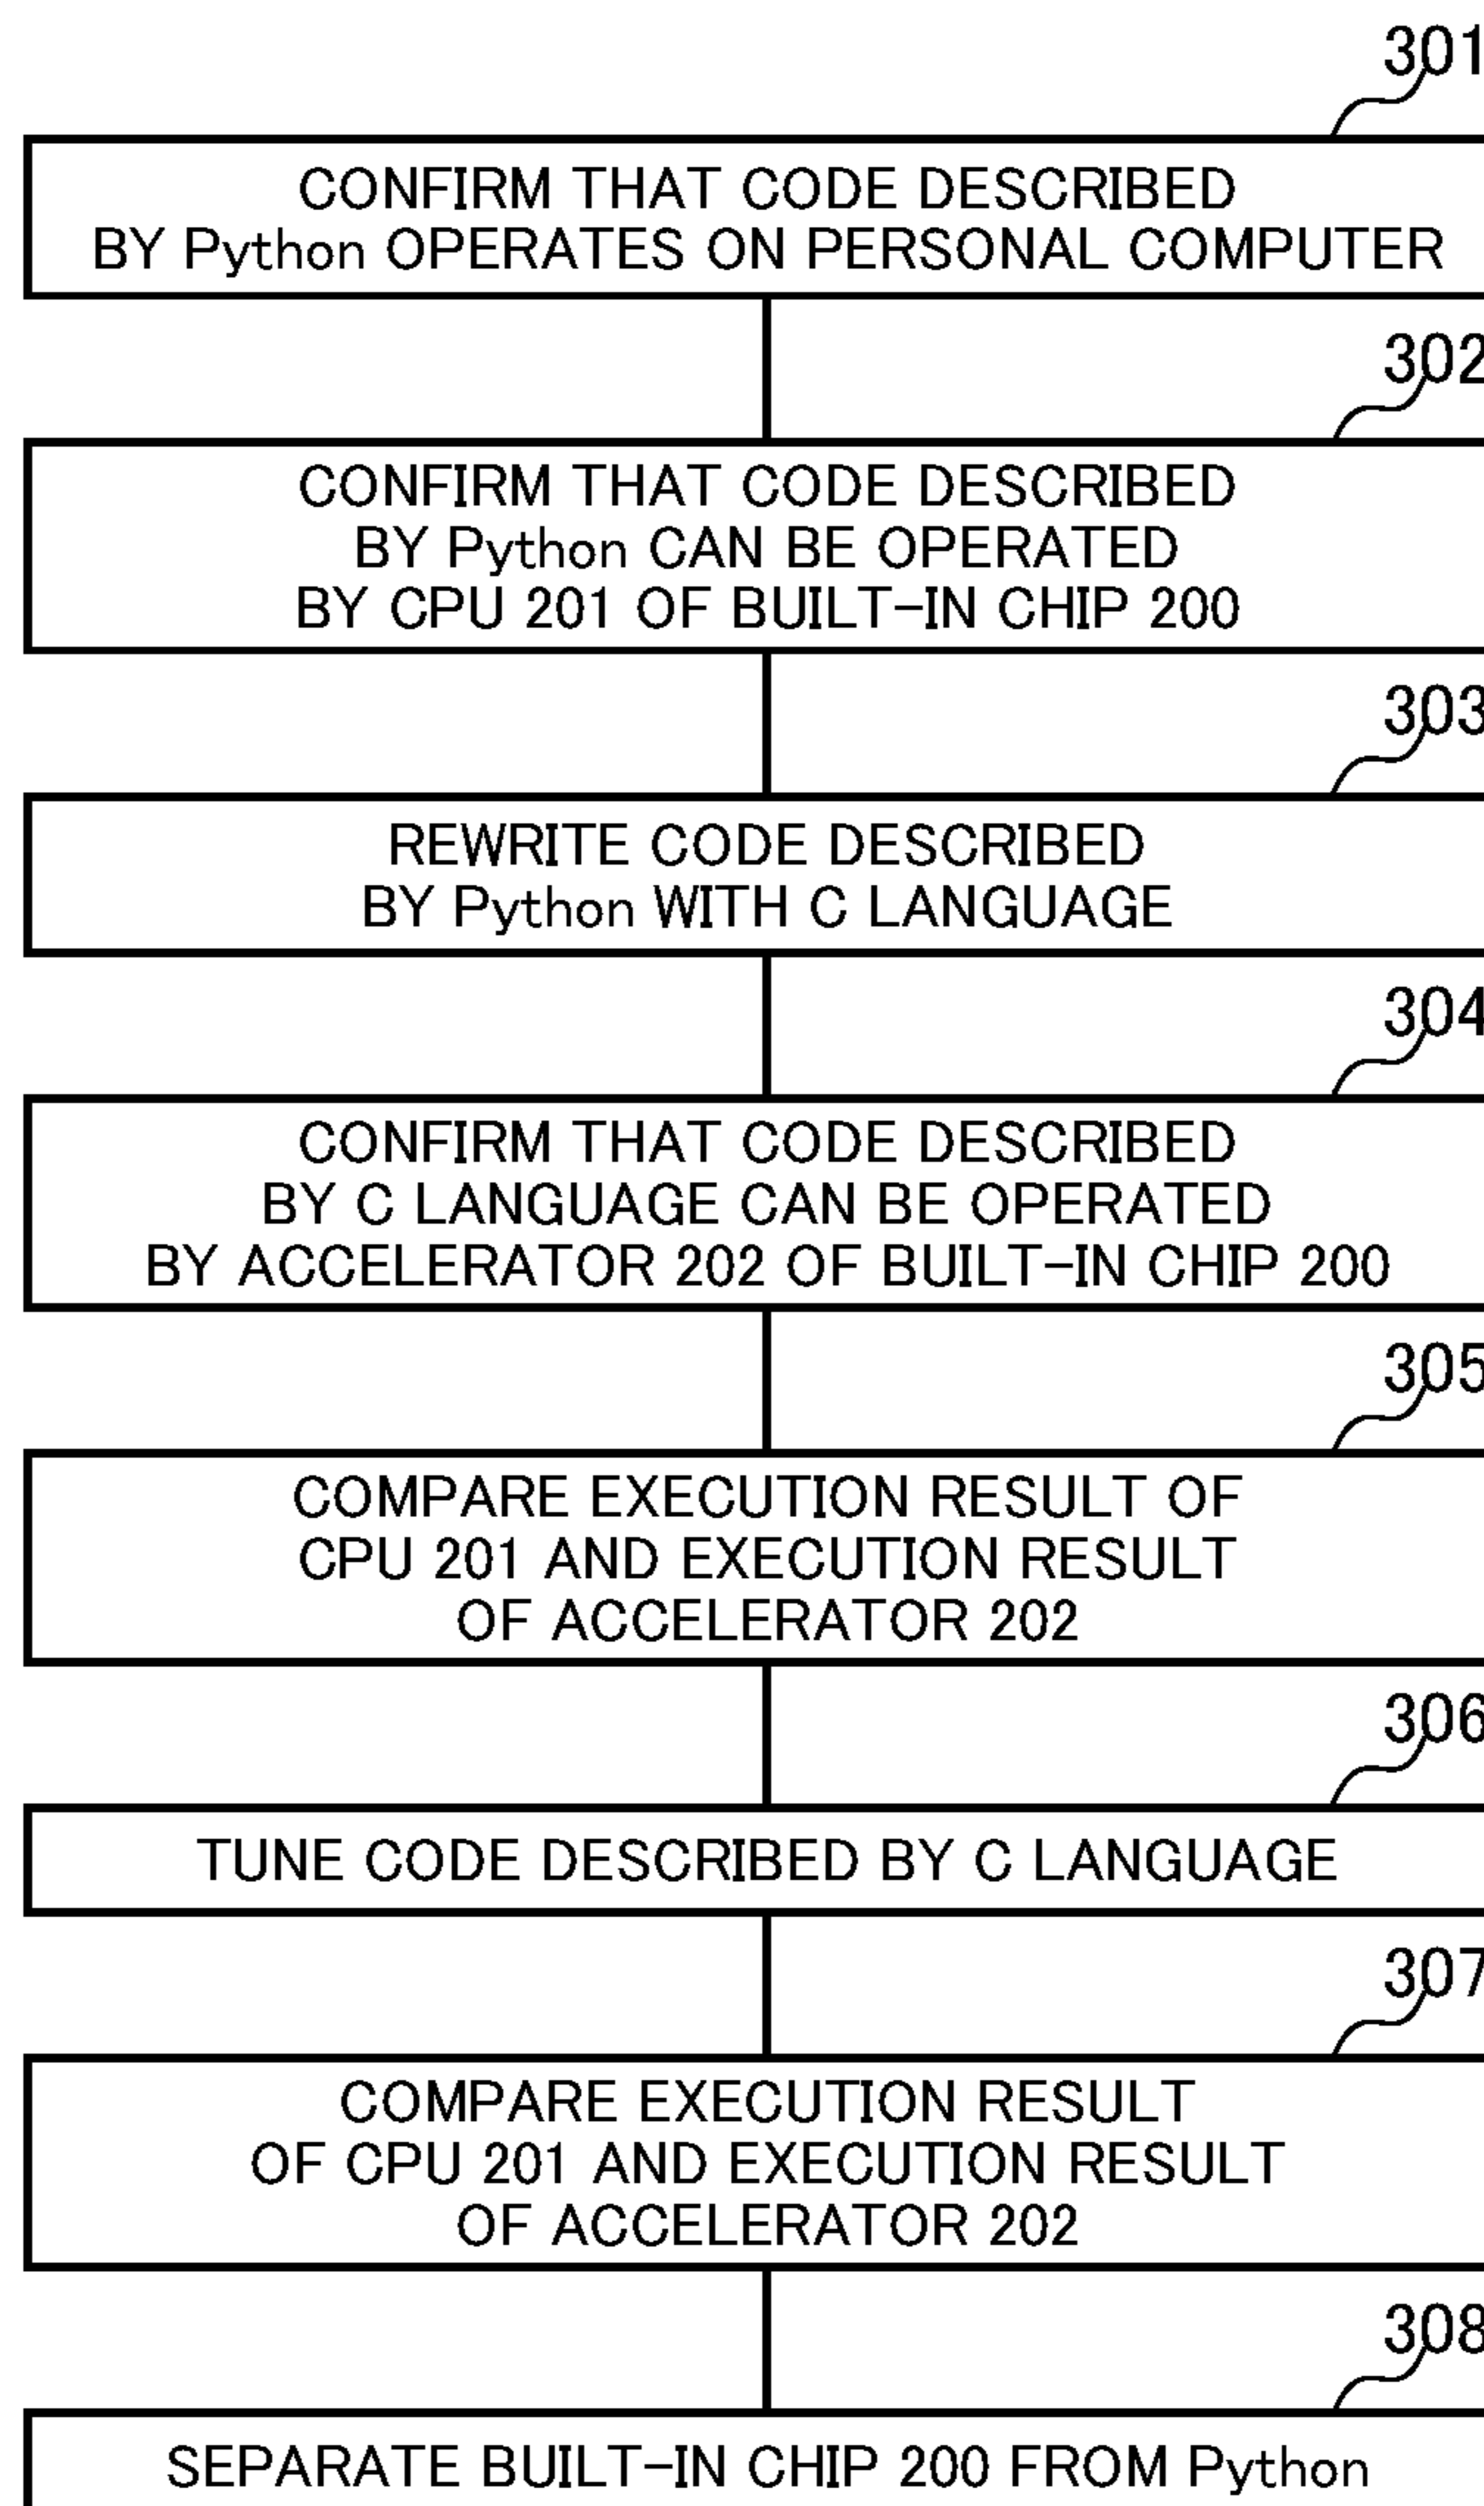 301
CONFIRM THAT CODE DESCRIBED
BY Python OPERATES ON PERSONAL COMPUTER
302
CONFIRM THAT CODE DESCRIBED
BY Python CAN BE OPERATED
BY CPU 201 OF BUILT-IN CHIP 200
303
REWRITE CODE DESCRIBED
BY Python WITH C LANGUAGE
304
CONFIRM THAT CODE DESCRIBED
BY C LANGUAGE CAN BE OPERATED
BY ACCELERATOR 202 OF BUILT-IN CHIP 200
305
COMPARE EXECUTION RESULT OF
CPU 201 AND EXECUTION RESULT
OF ACCELERATOR 202
306
TUNE CODE DESCRIBED BY C LANGUAGE
307
COMPARE EXECUTION RESULT
OF CPU 201 AND EXECUTION RESULT
OF ACCELERATOR 202
308
SEPARATE BUILT-IN CHIP 200 FROM Python